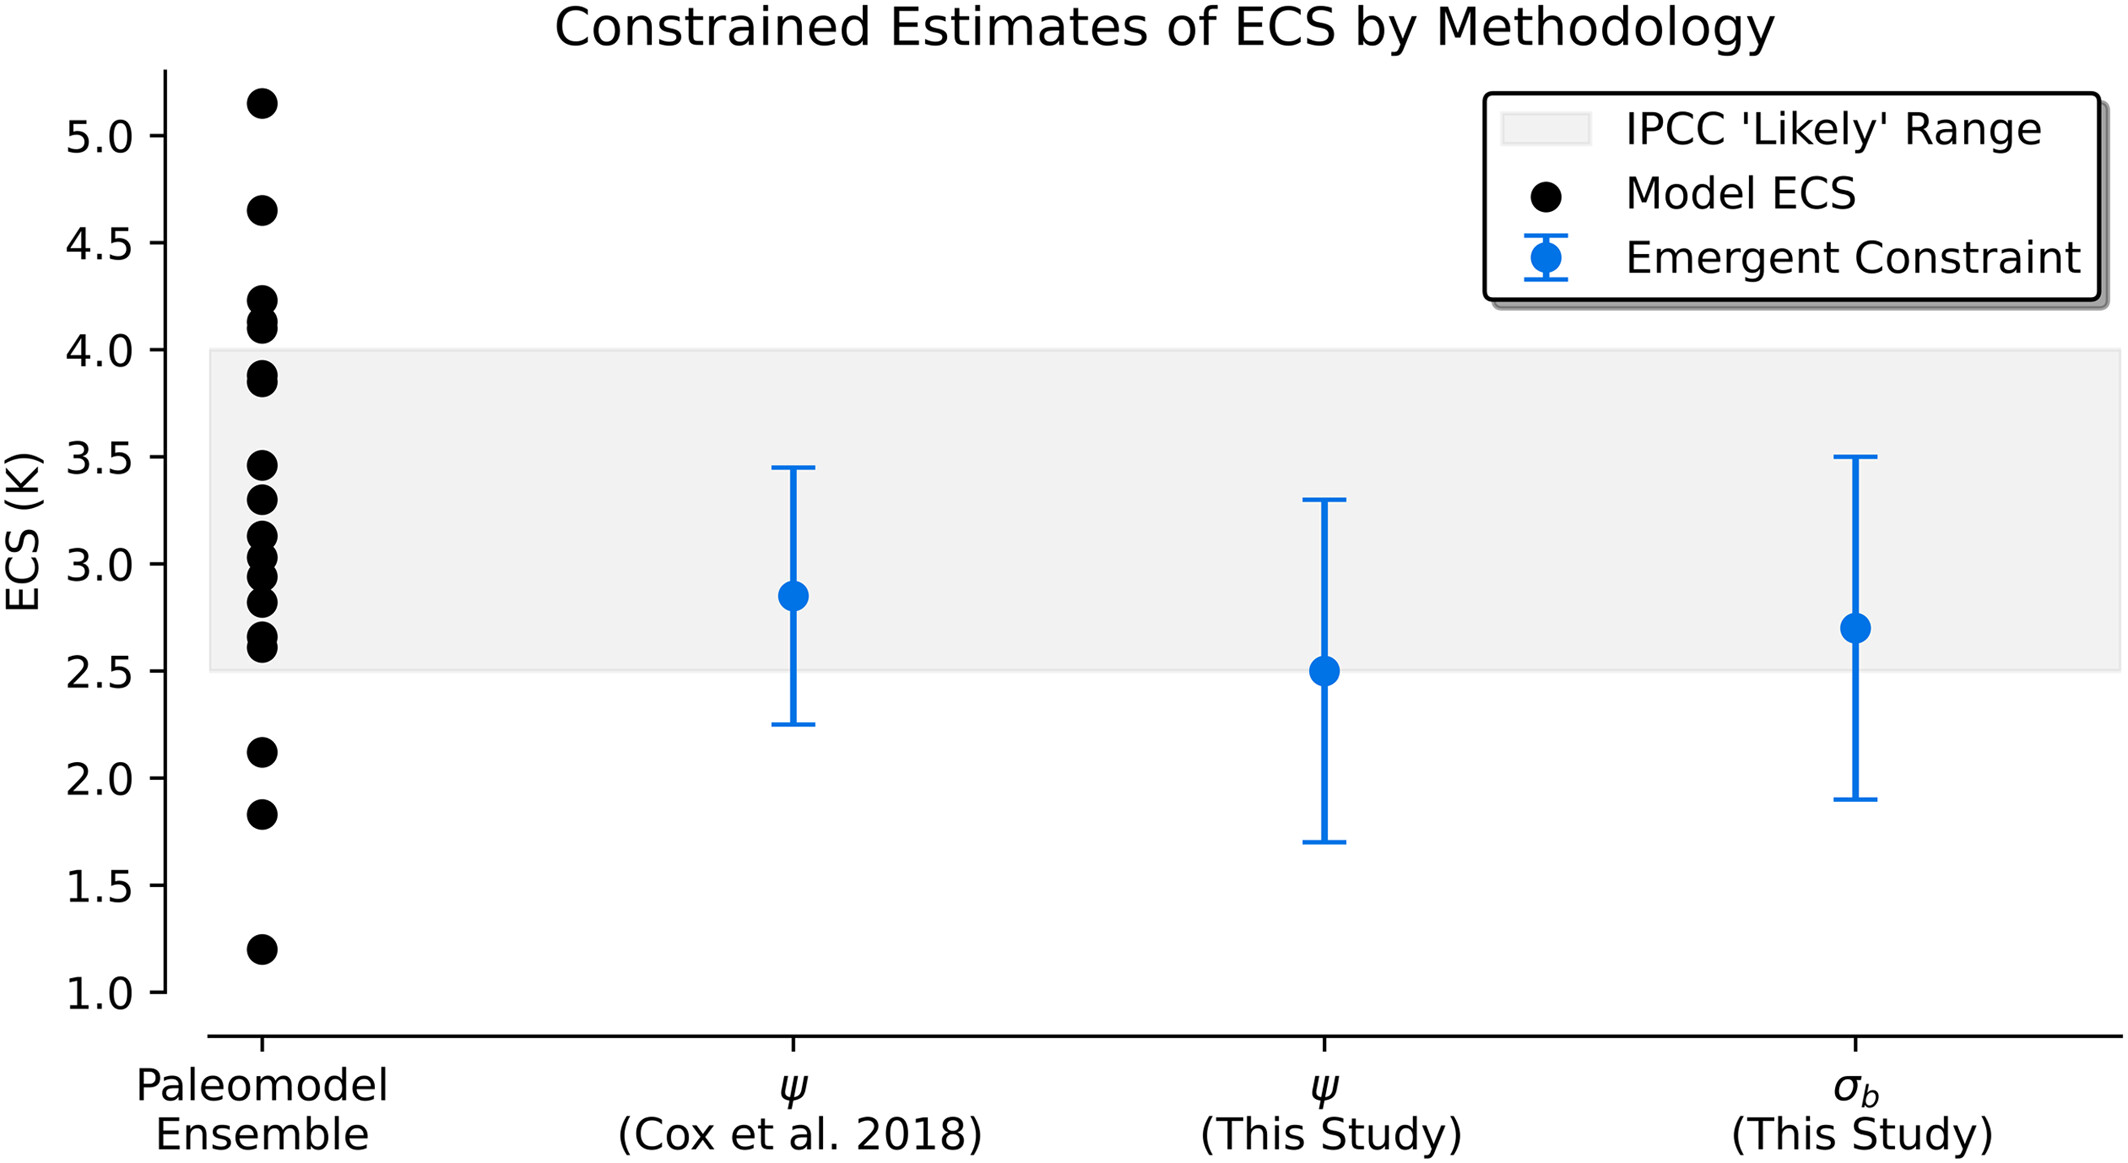 Constrained Estimates of ECS by Methodology
IPCC 'Likely' Range
Model ECS
Emergent Constraint
ECS (K)
5.0
4.5
4.0
3.5
3.0
2.5
2.0
1.5
1.0
Paleomodel
Ensemble
ψ
(Cox et al. 2018)
ψ
(This Study)
σb
(This Study)